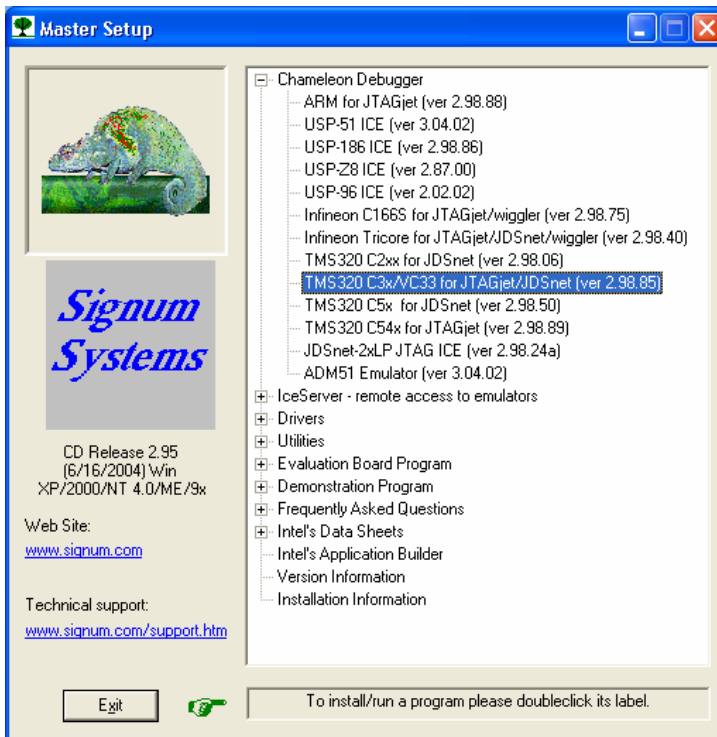 Master Setup
Chameleon Debugger
ARM for JTAGjet (ver 2.98.88)
USP-51 ICE (ver 3.04.02)
USP-186 ICE (ver 2.98.86)
USP-Z8 ICE (ver 2.87.00)
USP-96 ICE (ver 2.02.02)
Infineon C166S for JTAGjet/wiggler (ver 2.98.75)
Infineon Tricore for JTAGjet/JDSnet/wiggler (ver 2.98.40)
TMS320 C2xx for JDSnet (ver 2.98.06)
TMS320 C3x/VC33 for JTAGjet/JDSnet (ver 2.98.85)
TMS320 C5x for JDSnet (ver 2.98.50)
TMS320 C54x for JTAGjet (ver 2.98.89)
JDSnet-2xLP JTAG ICE (ver 2.98.24a)
ADM51 Emulator (ver 3.04.02)
IceServer - remote access to emulators
Drivers
Utilities
Evaluation Board Program
Demonstration Program
Frequently Asked Questions
Intel's Data Sheets
Intel's Application Builder
Version Information
Installation Information
Signum
Systems
CD Release 2.95
(6/16/2004) Win
XP/2000/NT 4.0/ME/9x
Web Site:
www.signum.com
Technical support:
www.signum.com/support.htm
Exit
To install/run a program please doubleclick its label.